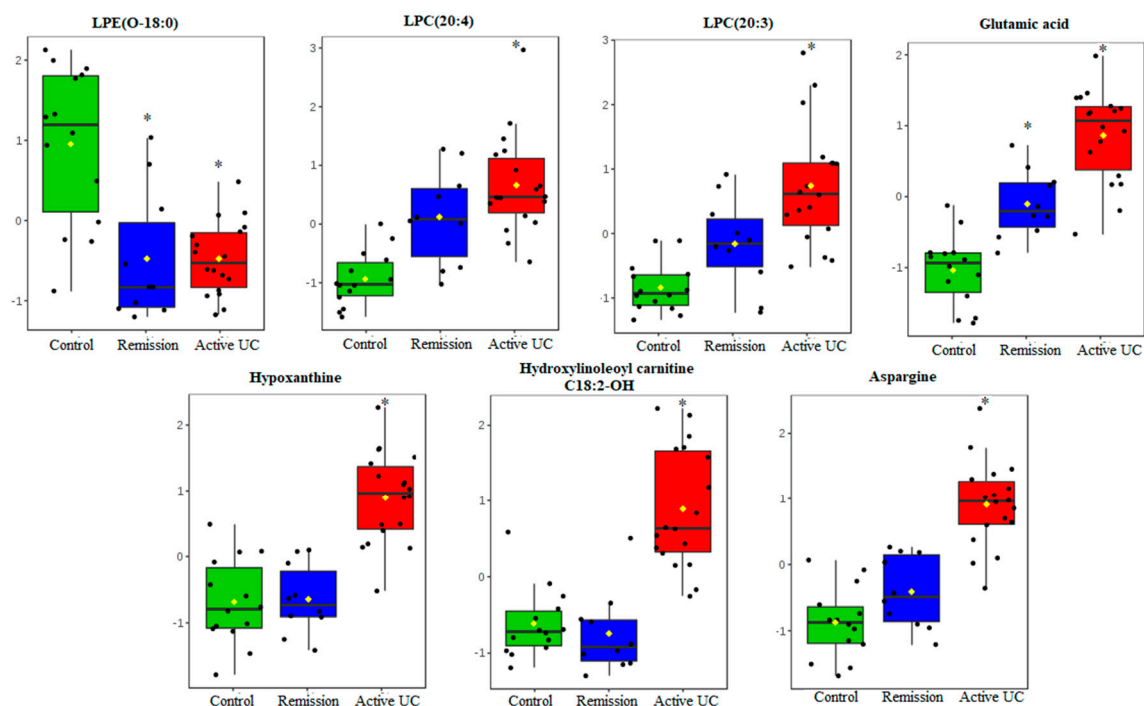 LPE(O-18:0)
LPC(20:4)
LPC(20:3)
Glutamic acid
2
1
0
-1
3
2
1
0
-1
3
2
1
0
-1
2
1
0
-1
*
*
*
*
*
*
Control Remission Active UC
Control Remission Active UC
Control Remission Active UC
Control Remission Active UC
Hypoxanthine
Hydroxylinoleoyl carnitine
C18:2-OH
Aspargine
2
1
0
-1
2
1
0
-1
2
1
0
-1
*
*
*
Control Remission Active UC
Control Remission Active UC
Control Remission Active UC